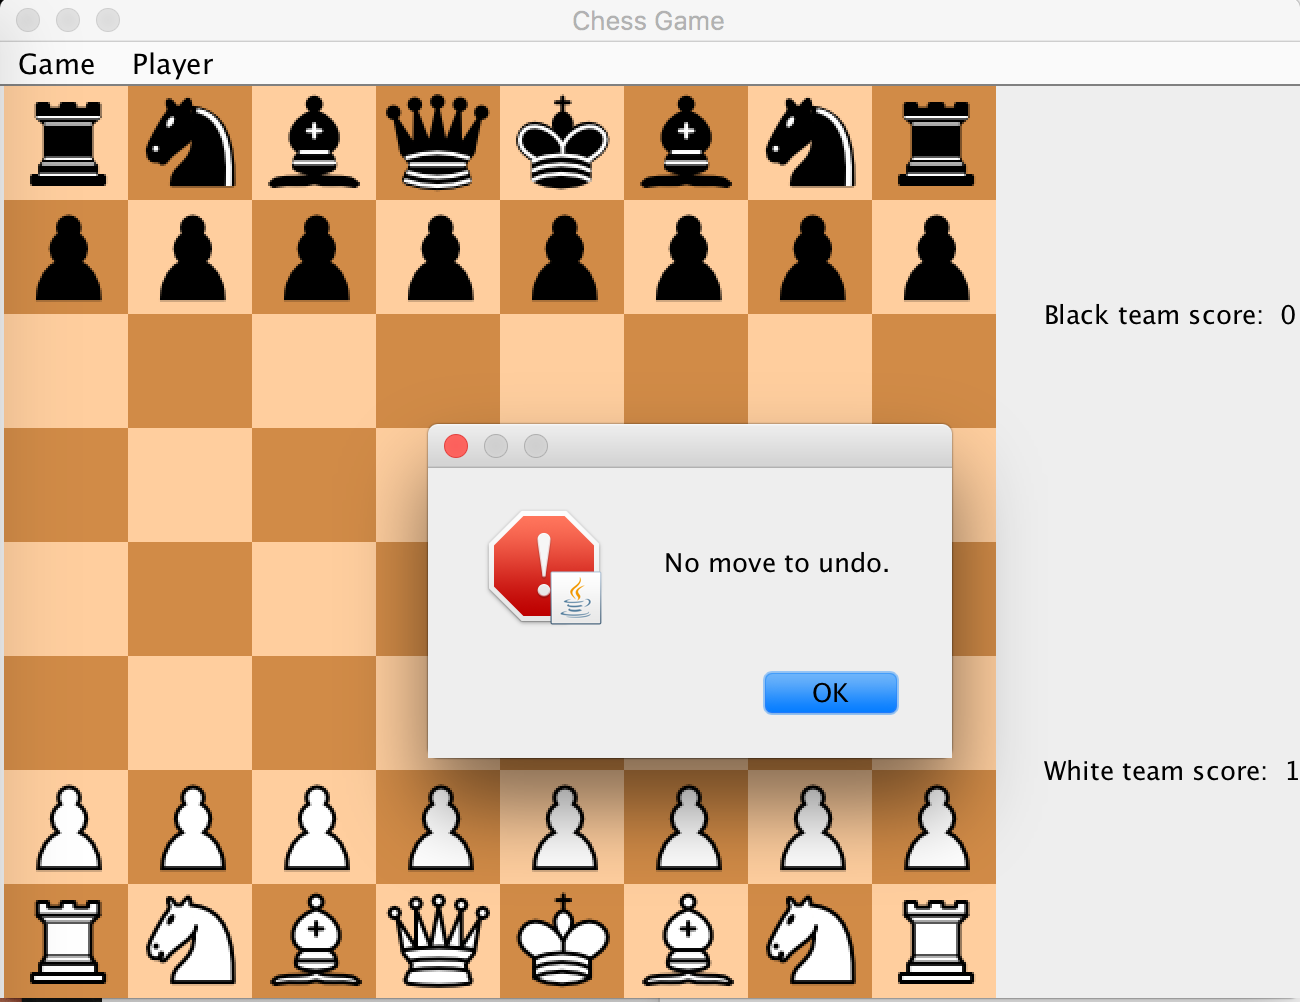 Chess Game
Game Player
Black team score: 0
No move to undo.
OK
White team score: 1